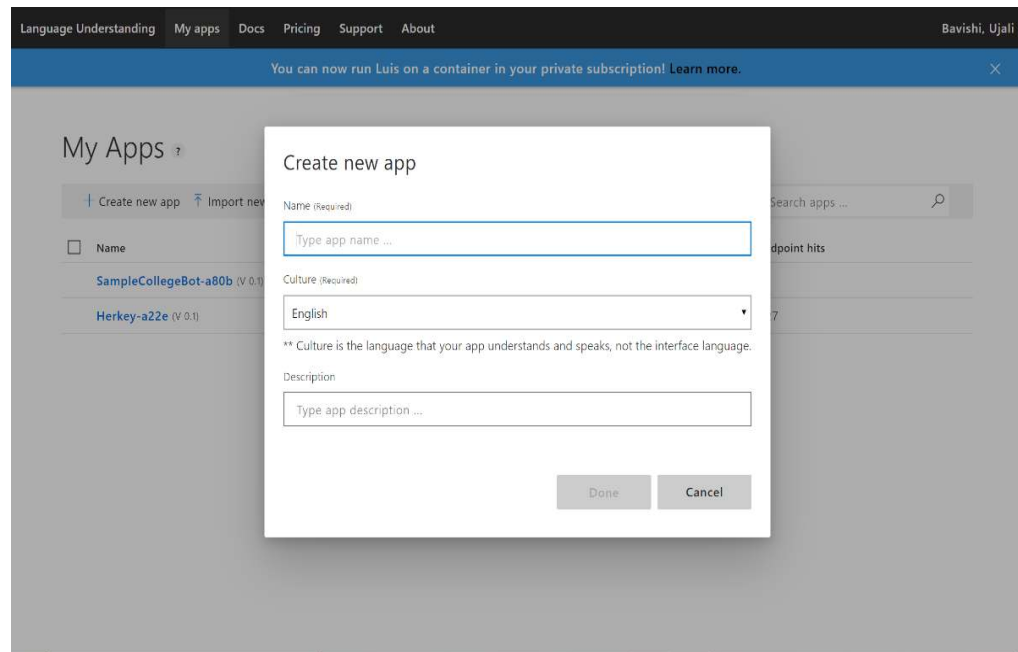 Language Understanding My apps Docs Pricing Support About Bavishi, Ujali
You can now run Luis on a container in your private subscription! Learn more.
My Apps ?
Create new app
Create new app Import new Search apps ...
Name (Required)
Type app name ...
Name dpoint hits
SampleCollegeBot-a80b (V 0.1)
Culture (Required)
Herkey-a22e (V 0.1) English 7
** Culture is the language that your app understands and speaks, not the interface language.
Description
Type app description ...
Done Cancel